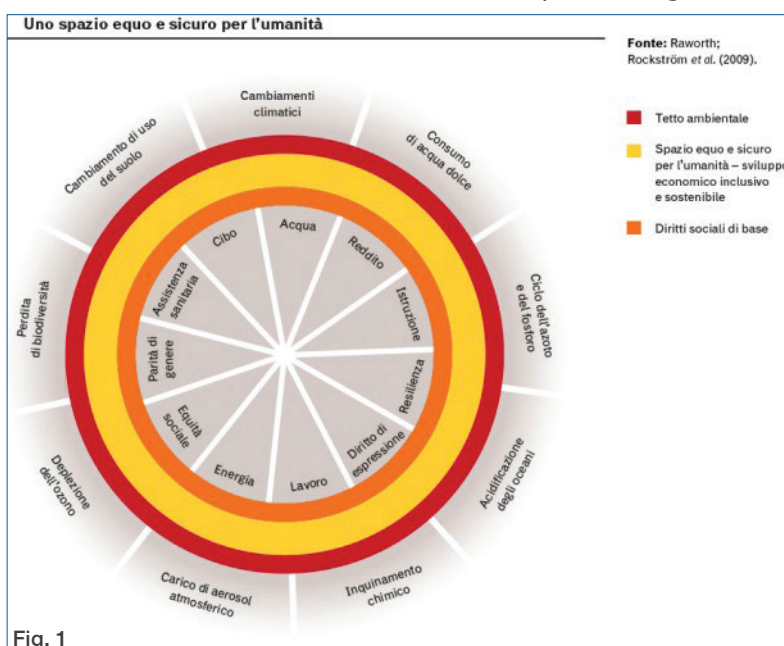 Uno spazio equo e sicuro per l'umanità
Fonte: Raworth;
Rockström et al. (2009).
Tetto ambientale
Spazio equo e sicuro
per l'umanità – sviluppo
economico inclusivo
e sostenibile
Diritti sociali di base
Cambiamenti
climatici
Consumo
di acqua dolce
Ciclo dell'azoto
e del fosforo
Acidificazione
degli oceani
Inquinamento
chimico
Carico di aerosol
atmosferico
Deplezione
dell'ozono
Perdita
di biodiversità
Cambiamento di uso
del suolo
Acqua
Reddito
Istruzione
Resilienza
Diritto di
espressione
Lavoro
Energia
Equità
sociale
Parità di
genere
Assistenza
sanitaria
Cibo
Fig. 1